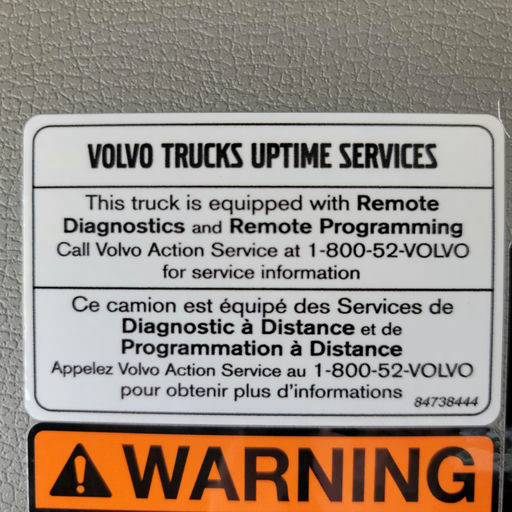 VOLVO TRUCKS UPTIME SERVICES
This truck is equipped with Remote
Diagnostics and Remote Programming
Call Volvo Action Service at 1-800-52-VOLVO
for service information
Ce camion est équipé des Services de
Diagnostic à Distance et de
Programmation à Distance
Appelez Volvo Action Service au 1-800-52-VOLVO
pour obtenir plus d'informations
84738444
WARNING